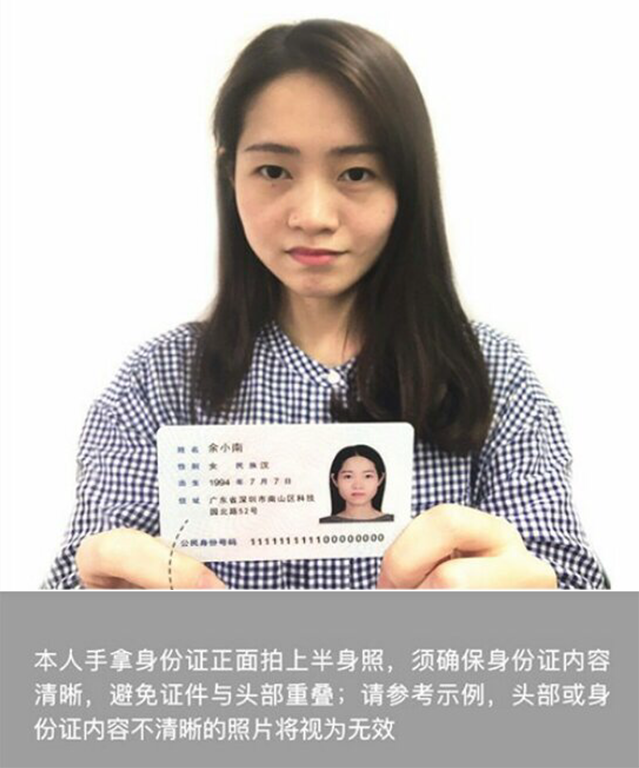 姓名 余小南
性别 女 民族汉
出生 1994 年 7 月 7 日
住址 广东省深圳市南山区科技
园北路52号
公民身份号码 111111111100000000
本人手拿身份证正面拍上半身照，须确保身份证内容
清晰，避免证件与头部重叠；请参考示例，头部或身
份证内容不清晰的照片将视为无效